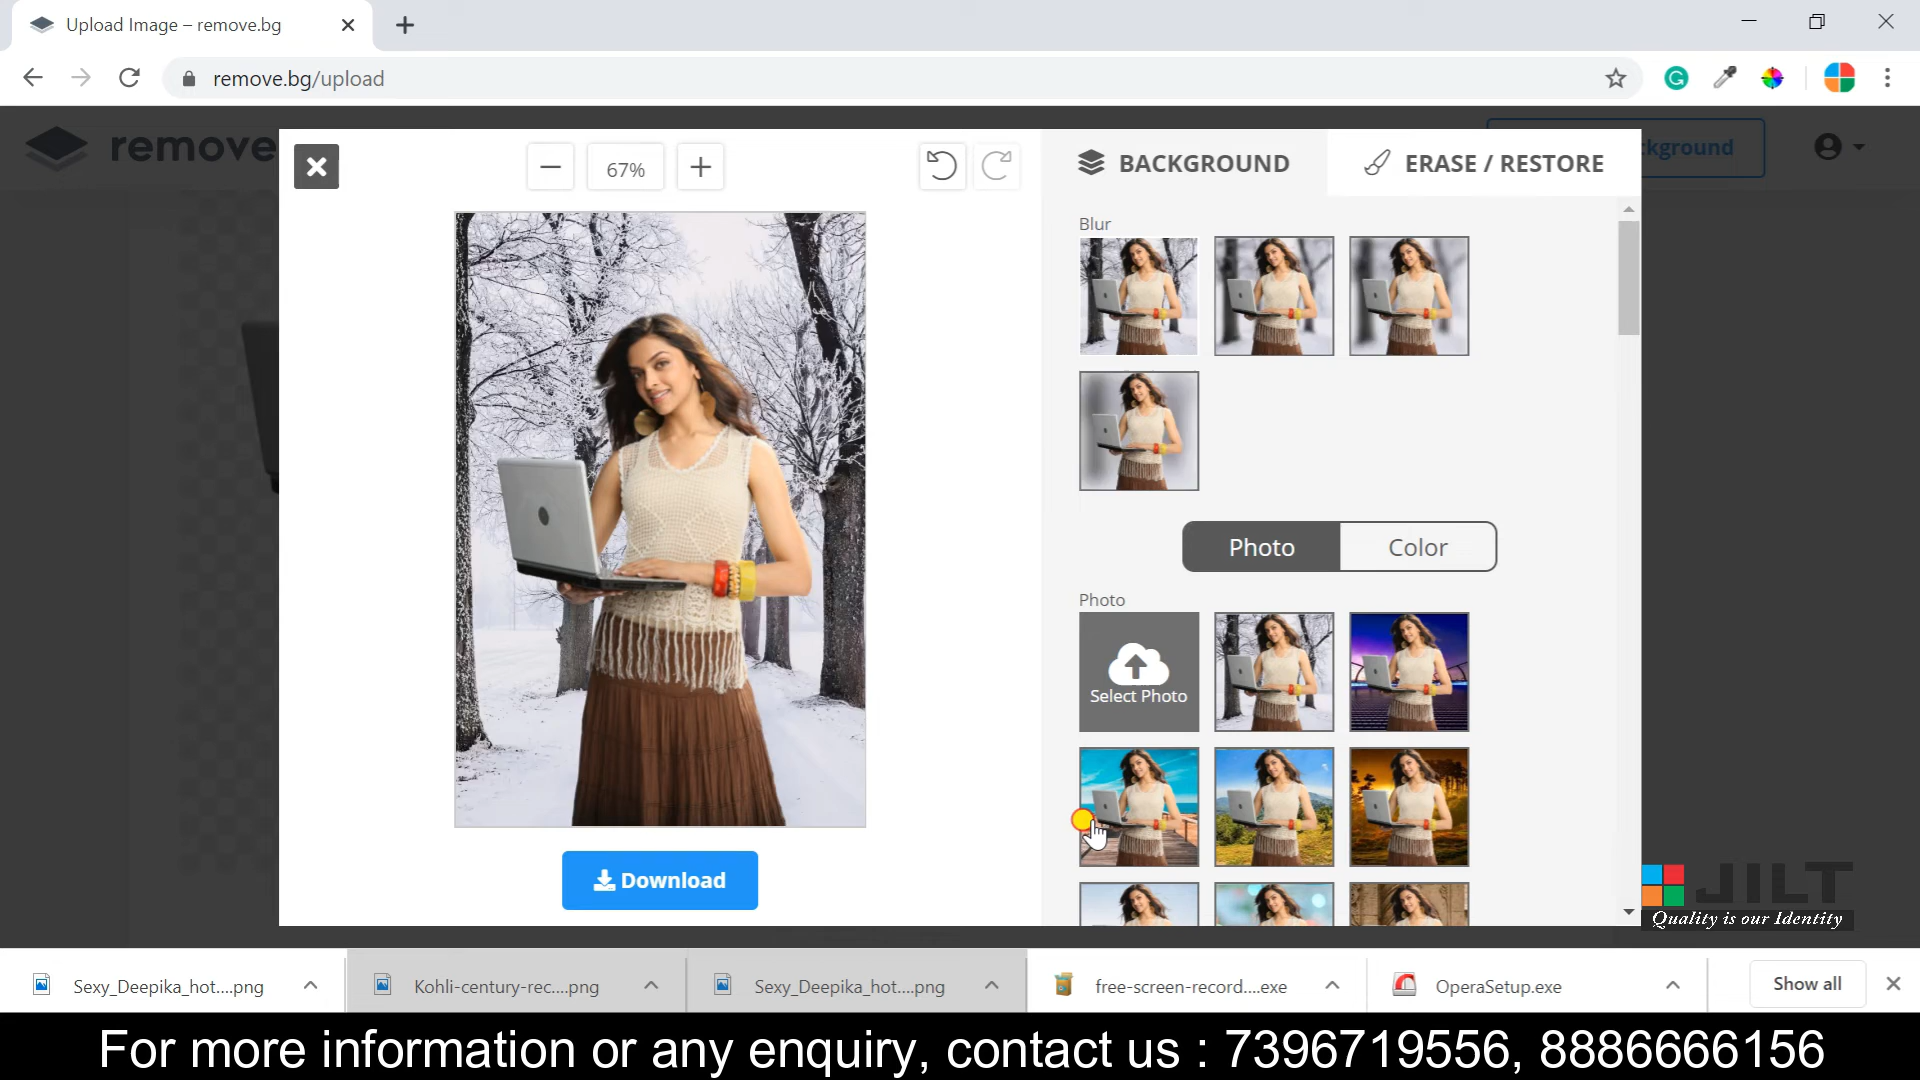 Upload Image – remove.bg
remove.bg/upload
remove
ckground
67%
BACKGROUND
ERASE / RESTORE
Blur
Photo
Color
Photo
Select Photo
Download
JILT
Quality is our Identity
Sexy_Deepika_hot....png
Kohli-century-rec....png
Sexy_Deepika_hot....png
free-screen-record....exe
OperaSetup.exe
Show all
For more information or any enquiry, contact us : 7396719556, 8886666156